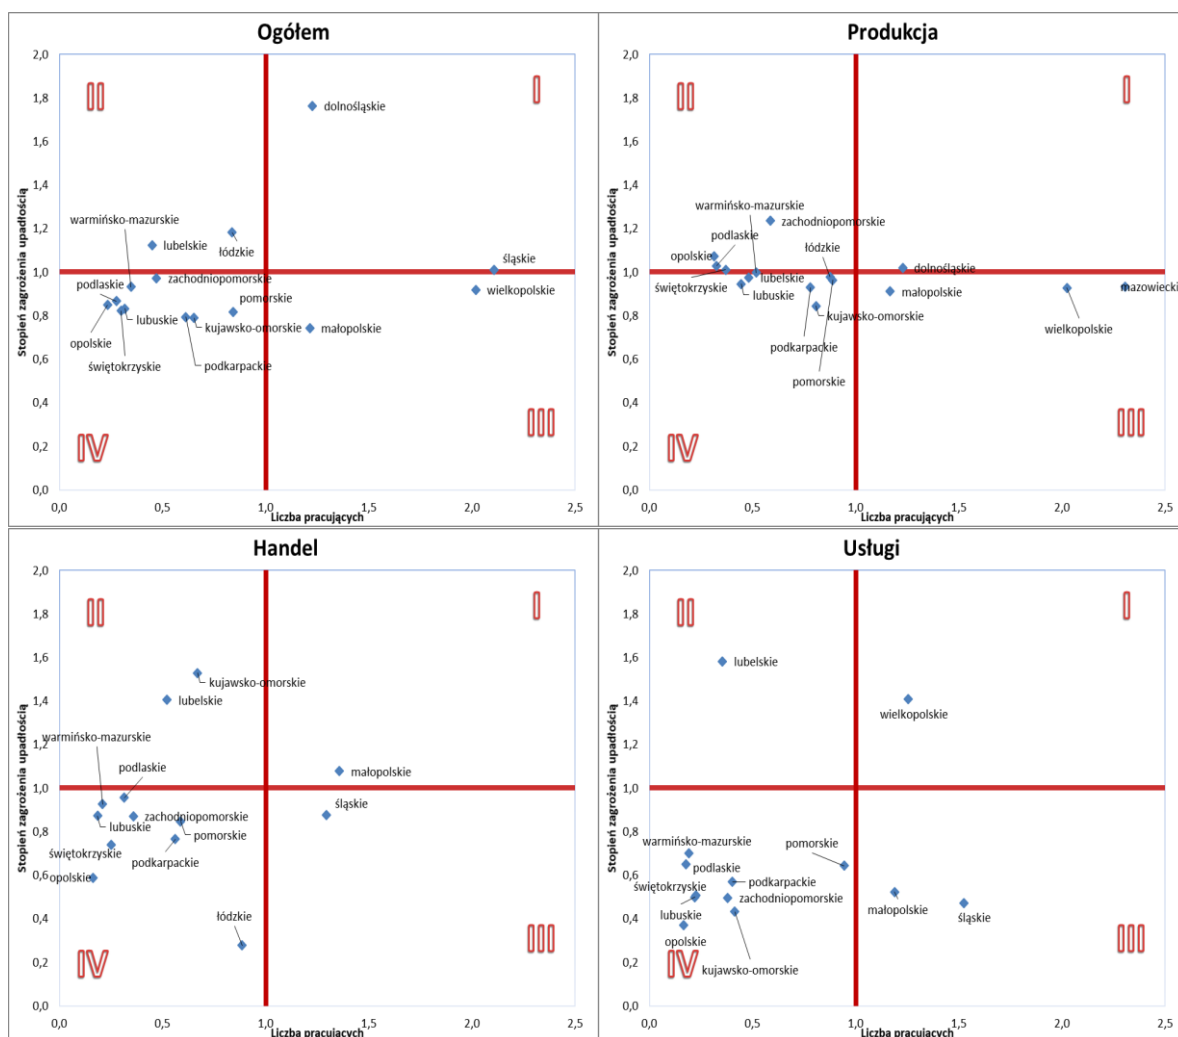 Ogółem
2,0
1,8
1,6
1,4
1,2
1,0
0,8
0,6
0,4
0,2
0,0
Stopień zagrożenia upadłością
II
I
dolnośląskie
warmińsko-mazurskie
lubelskie
łódzkie
śląskie
podlaskie
zachodniopomorskie
wielkopolskie
pomorskie
lubuskie
kujawsko-omorskie
małopolskie
opolskie
świętokrzyskie
podkarpackie
IV
III
0,0 0,5 1,0 1,5 2,0 2,5
Liczba pracujących
Produkcja
2,0
1,8
1,6
1,4
1,2
1,0
0,8
0,6
0,4
0,2
0,0
Stopień zagrożenia upadłością
II
I
warmińsko-mazurskie
zachodniopomorskie
podlaskie
łódzkie
opolskie
dolnośląskie
świętokrzyskie
lubelskie
lubuskie
małopolskie
mazowiecki
kujawsko-omorskie
wielkopolskie
podkarpackie
pomorskie
IV
III
0,0 0,5 1,0 1,5 2,0 2,5
Liczba pracujących
Handel
2,0
1,8
1,6
1,4
1,2
1,0
0,8
0,6
0,4
0,2
0,0
Stopień zagrożenia upadłością
II
I
kujawsko-omorskie
lubelskie
warmińsko-mazurskie
podlaskie
małopolskie
śląskie
zachodniopomorskie
lubuskie
pomorskie
świętokrzyskie
podkarpackie
opolskie
łódzkie
IV
III
0,0 0,5 1,0 1,5 2,0 2,5
Liczba pracujących
Usługi
2,0
1,8
1,6
1,4
1,2
1,0
0,8
0,6
0,4
0,2
0,0
Stopień zagrożenia upadłością
II
I
lubelskie
wielkopolskie
warmińsko-mazurskie
pomorskie
podlaskie
podkarpackie
świętokrzyskie
zachodniopomorskie
lubuskie
małopolskie
śląskie
opolskie
kujawsko-omorskie
IV
III
0,0 0,5 1,0 1,5 2,0 2,5
Liczba pracujących